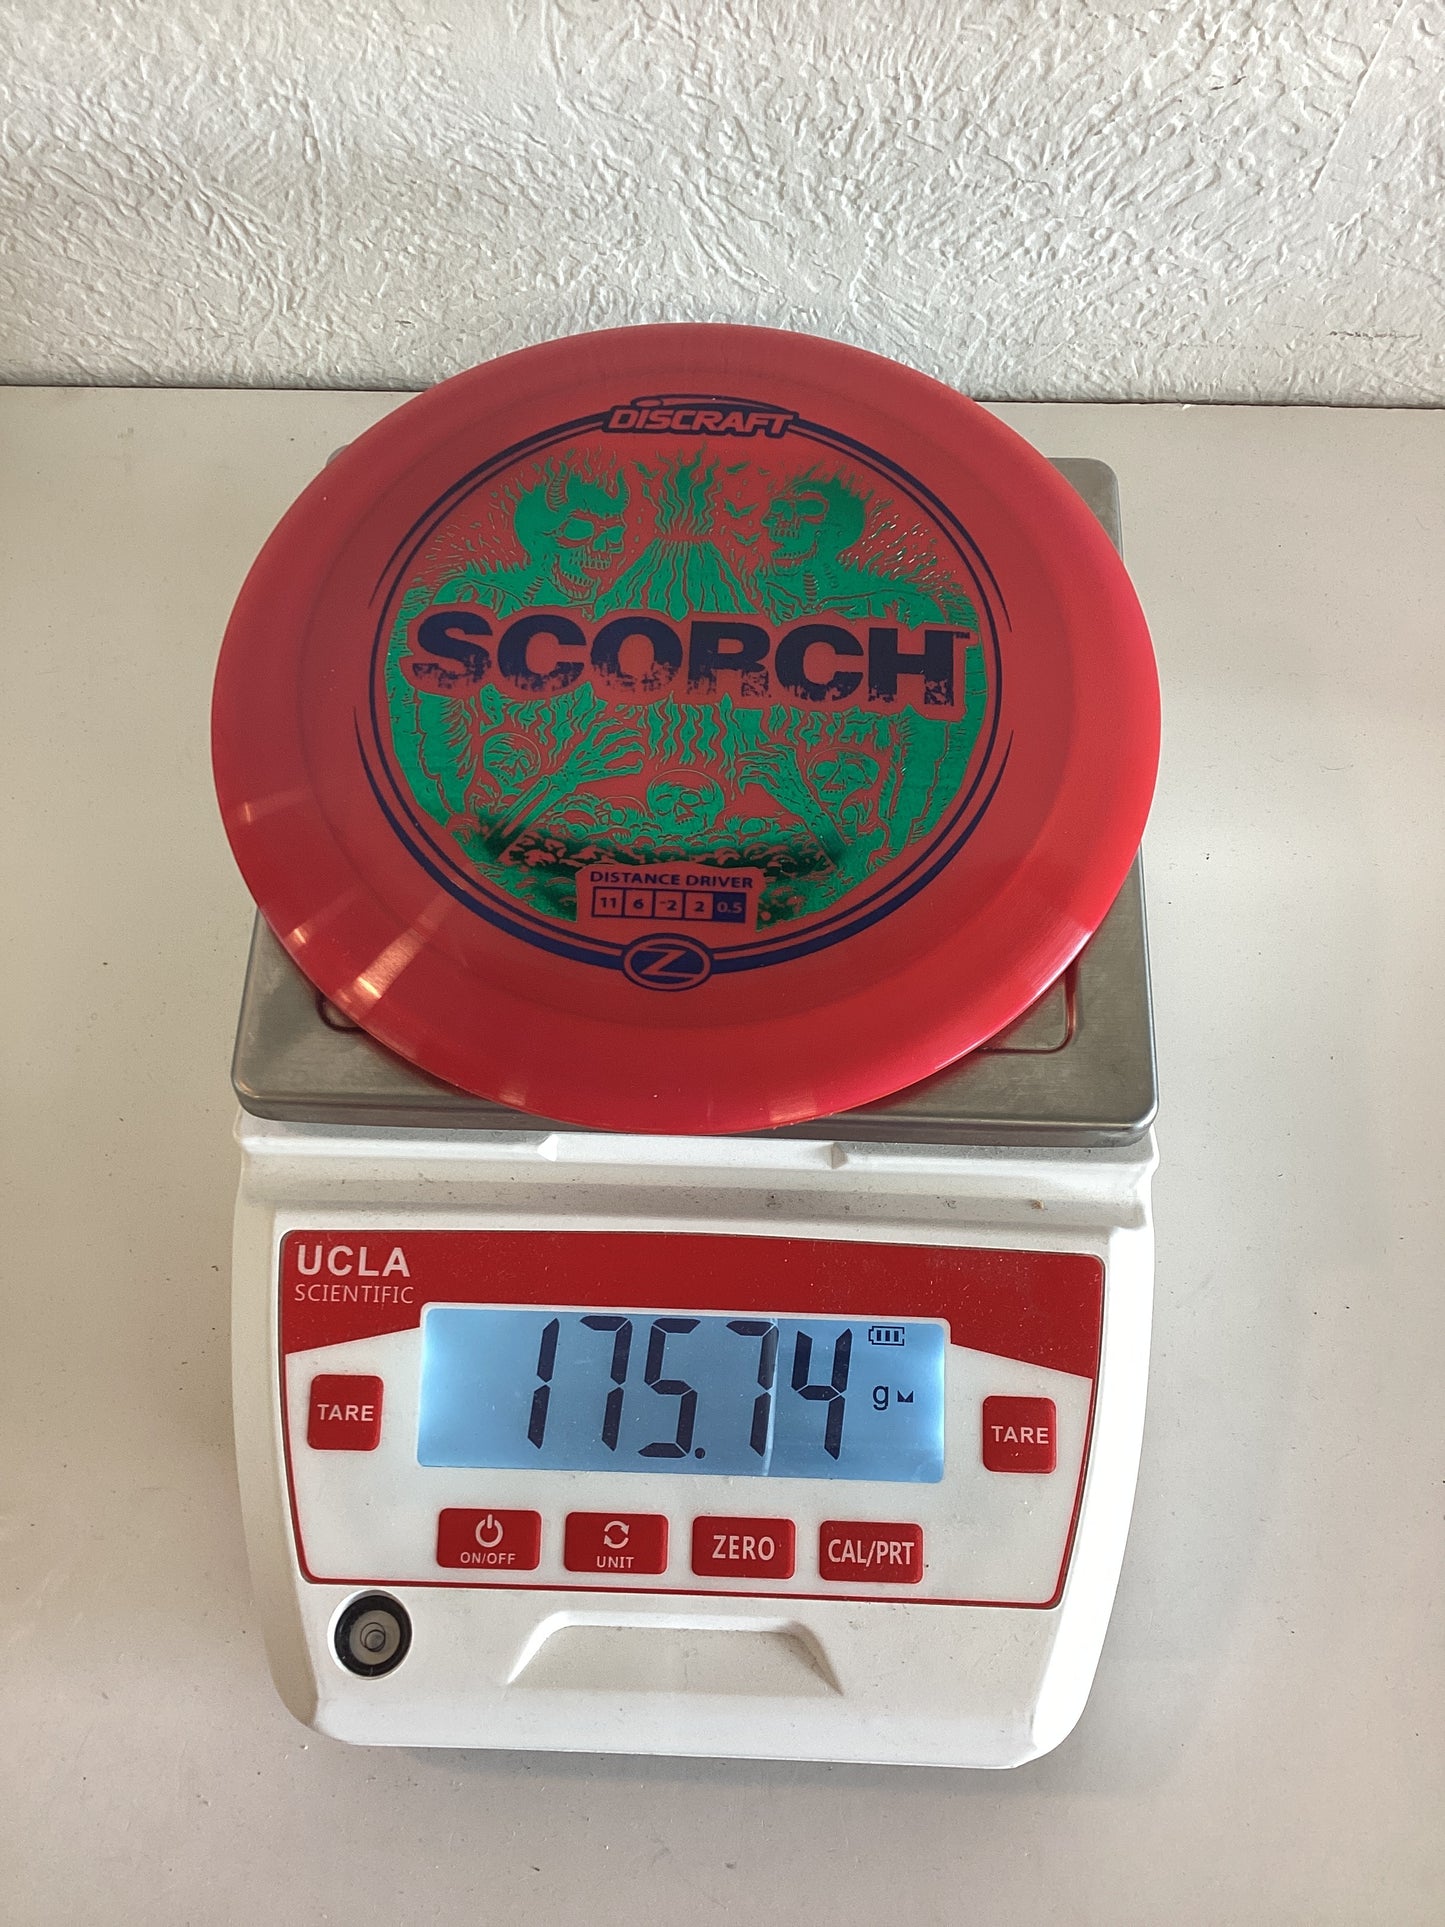 DISCRAFT
SCORCH™
DISTANCE DRIVER
11 6 -2 2 0.5
Z
UCLA
SCIENTIFIC
175.74 g
TARE
TARE
ON/OFF
UNIT
ZERO
CAL/PRT